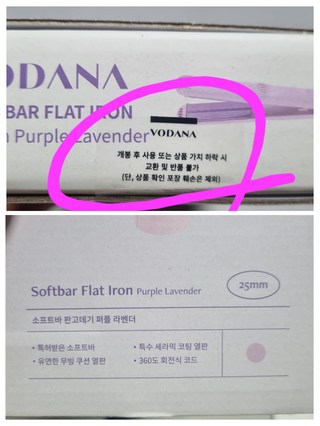 VODANA
BAR FLAT IRON
Purple Lavender
VODANA
개봉 후 사용 또는 상품 가치 하락 시
교환 및 반품 불가
(단, 상품 확인 포장 훼손은 제외)
Softbar Flat Iron Purple Lavender
25mm
소프트바 판고데기 퍼플 라벤더
• 특허받은 소프트바
• 특수 세라믹 코팅 열판
• 유연한 무빙 쿠션 열판
• 360도 회전식 코드